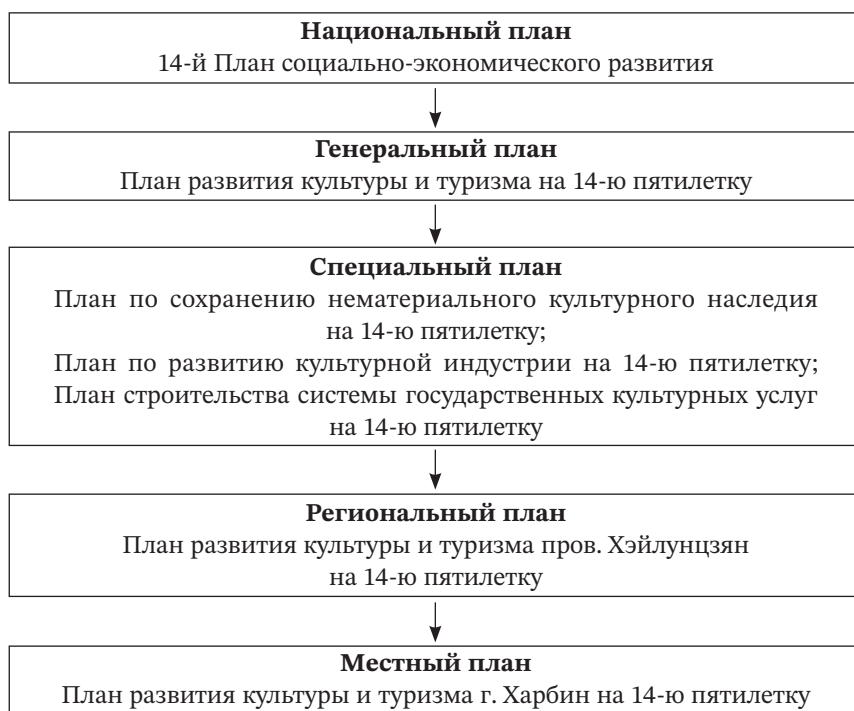 Национальный план
14-й План социально-экономического развития
Генеральный план
План развития культуры и туризма на 14-ю пятилетку
Специальный план
План по сохранению нематериального культурного наследия
на 14-ю пятилетку;
План по развитию культурной индустрии на 14-ю пятилетку;
План строительства системы государственных культурных услуг
на 14-ю пятилетку
Региональный план
План развития культуры и туризма пров. Хэйлунцзян
на 14-ю пятилетку
Местный план
План развития культуры и туризма г. Харбин на 14-ю пятилетку